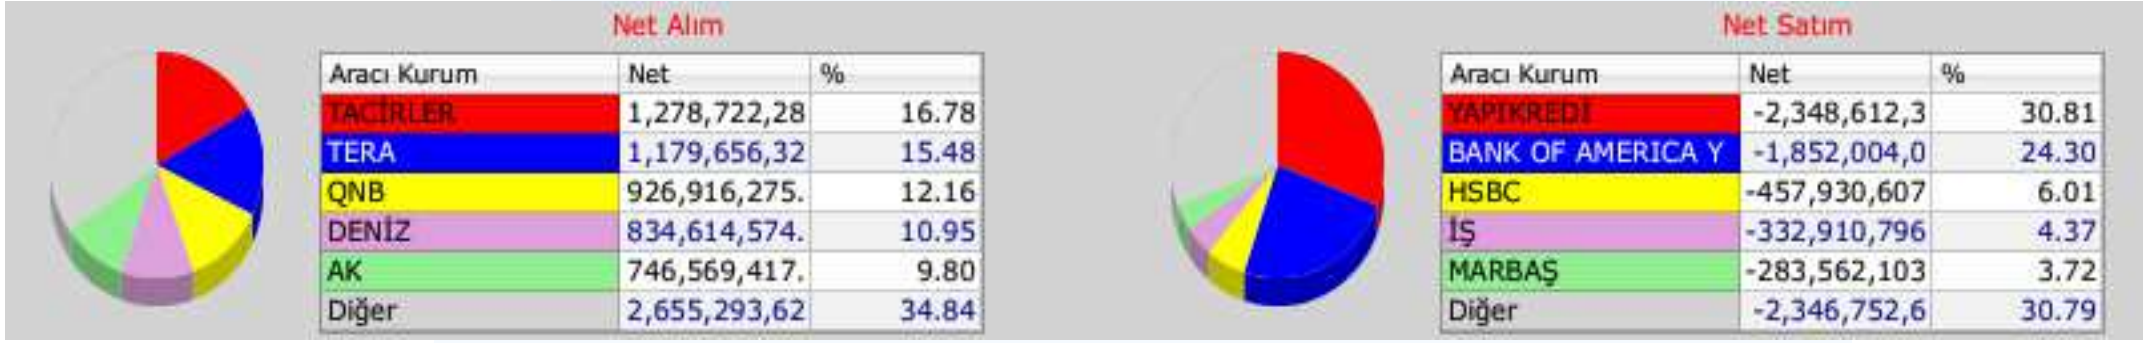 Net Alım
Aracı Kurum Net %
TACİRLER 1,278,722,28 16.78
TERA 1,179,656,32 15.48
QNB 926,916,275. 12.16
DENİZ 834,614,574. 10.95
AK 746,569,417. 9.80
Diğer 2,655,293,62 34.84
Net Satım
Aracı Kurum Net %
YAPIKREDİ -2,348,612,3 30.81
BANK OF AMERICA Y -1,852,004,0 24.30
HSBC -457,930,607 6.01
İŞ -332,910,796 4.37
MARBAŞ -283,562,103 3.72
Diğer -2,346,752,6 30.79